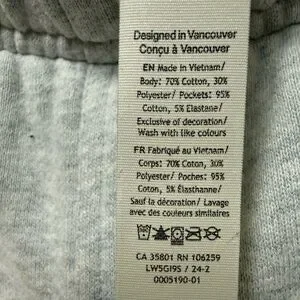 Designed in Vancouver
Conçu à Vancouver
EN Made in Vietnam/
Body: 70% Cotton, 30%
Polyester/ Pockets: 95%
Cotton, 5% Elastane/
Exclusive of decoration/
Wash with like colours
FR Fabriqué au Vietnam/
Corps: 70% Coton, 30%
Polyester/ Poches: 95%
Coton, 5% Élasthanne/
Sauf la décoration/ Lavage
avec des couleurs similaires
CA 35801 RN 106259
LW5GI9S / 24-2
0005190-01